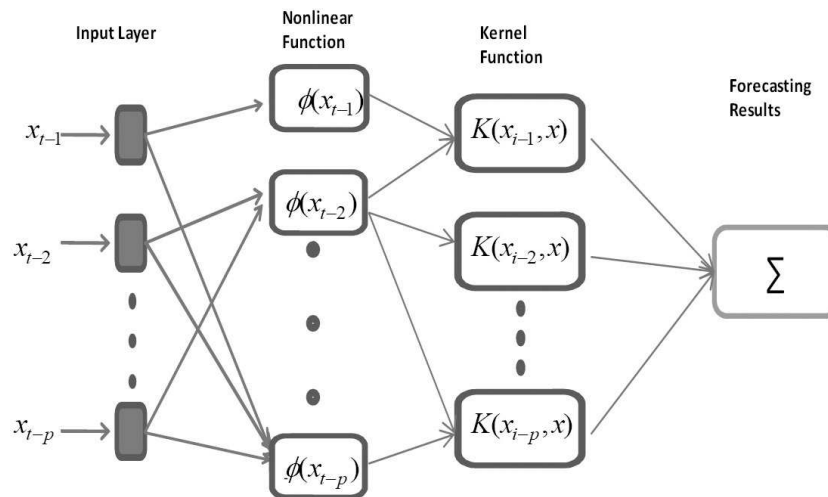 Input Layer
Nonlinear
Function
Kernel
Function
Forecasting
Results
x_{t-1}
x_{t-2}
x_{t-p}
ϕ(x_{t-1})
ϕ(x_{t-2})
ϕ(x_{t-p})
K(x_{i-1}, x)
K(x_{i-2}, x)
K(x_{i-p}, x)
Σ